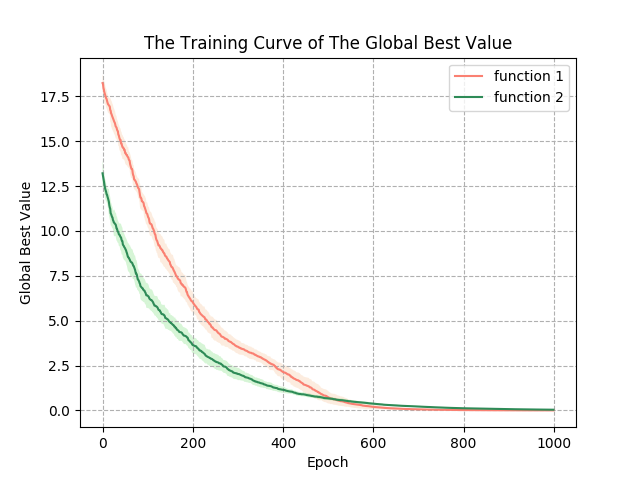 The Training Curve of The Global Best Value
function 1
function 2
Global Best Value
17.5
15.0
12.5
10.0
7.5
5.0
2.5
0.0
0 200 400 600 800 1000
Epoch